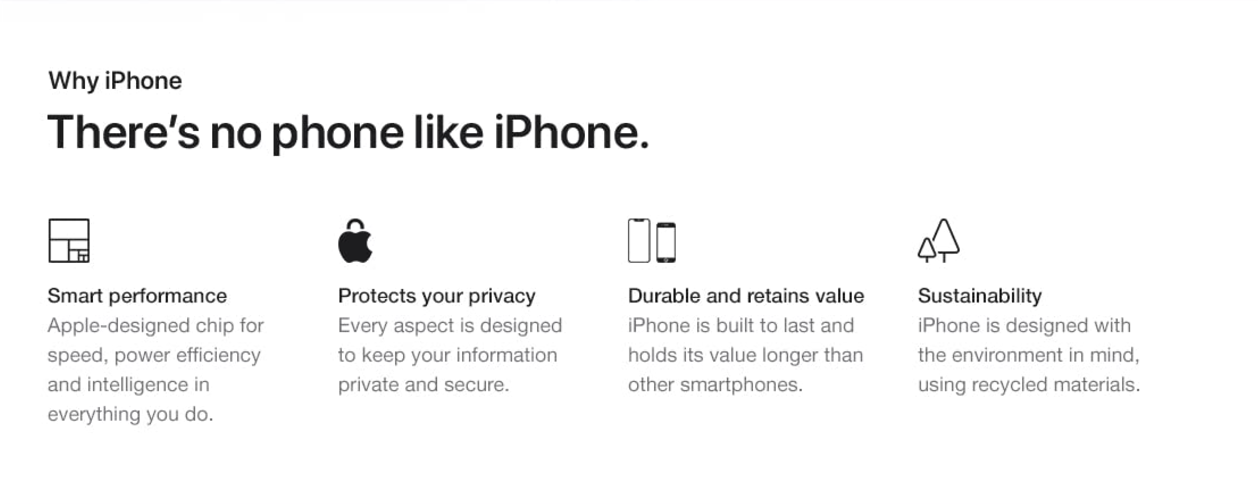 Why iPhone
There’s no phone like iPhone.
Smart performance
Apple-designed chip for
speed, power efficiency
and intelligence in
everything you do.
Protects your privacy
Every aspect is designed
to keep your information
private and secure.
Durable and retains value
iPhone is built to last and
holds its value longer than
other smartphones.
Sustainability
iPhone is designed with
the environment in mind,
using recycled materials.